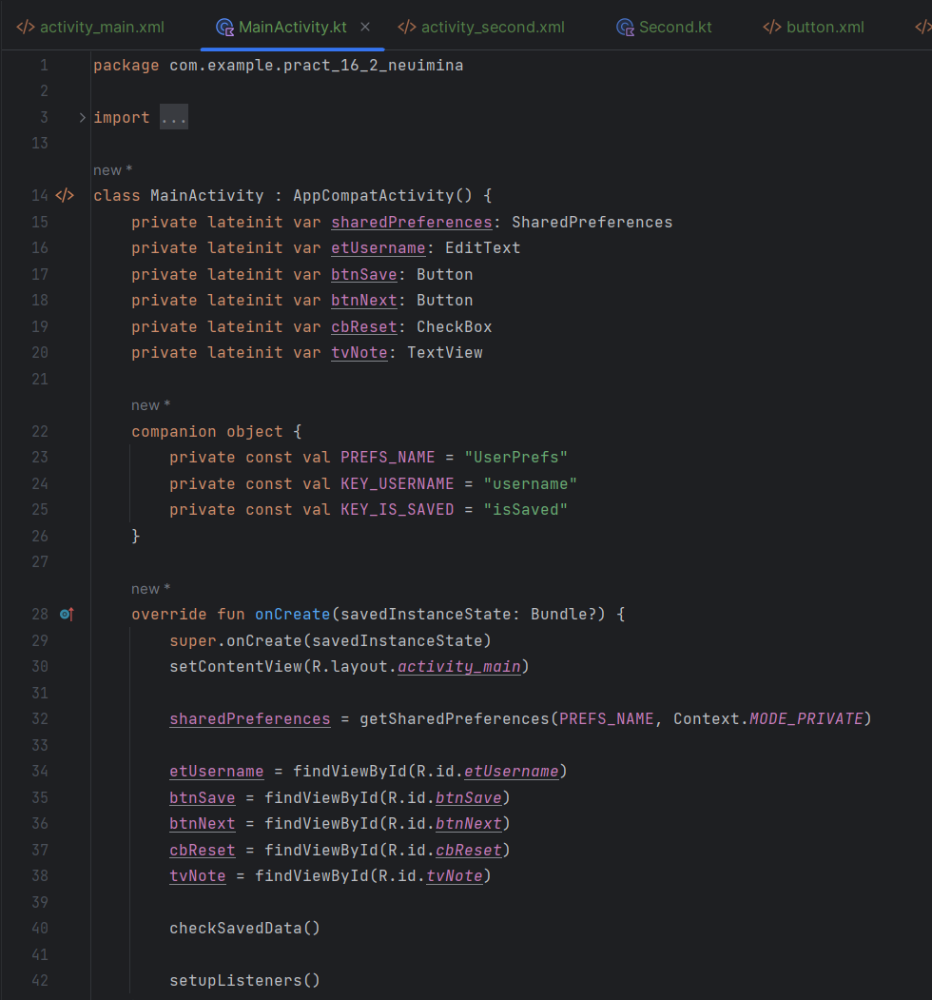 </> activity_main.xml MainActivity.kt × </> activity_second.xml Second.kt </> button.xml </>
1 package com.example.pract_16_2_neuimina
2
3 > import ...
13
new *
14 </> class MainActivity : AppCompatActivity() {
15     private lateinit var sharedPreferences: SharedPreferences
16     private lateinit var etUsername: EditText
17     private lateinit var btnSave: Button
18     private lateinit var btnNext: Button
19     private lateinit var cbReset: CheckBox
20     private lateinit var tvNote: TextView
21
new *
22     companion object {
23         private const val PREFS_NAME = "UserPrefs"
24         private const val KEY_USERNAME = "username"
25         private const val KEY_IS_SAVED = "isSaved"
26     }
27
new *
28     override fun onCreate(savedInstanceState: Bundle?) {
29         super.onCreate(savedInstanceState)
30         setContentView(R.layout.activity_main)
31
32         sharedPreferences = getSharedPreferences(PREFS_NAME, Context.MODE_PRIVATE)
33
34         etUsername = findViewById(R.id.etUsername)
35         btnSave = findViewById(R.id.btnSave)
36         btnNext = findViewById(R.id.btnNext)
37         cbReset = findViewById(R.id.cbReset)
38         tvNote = findViewById(R.id.tvNote)
39
40         checkSavedData()
41
42         setupListeners()